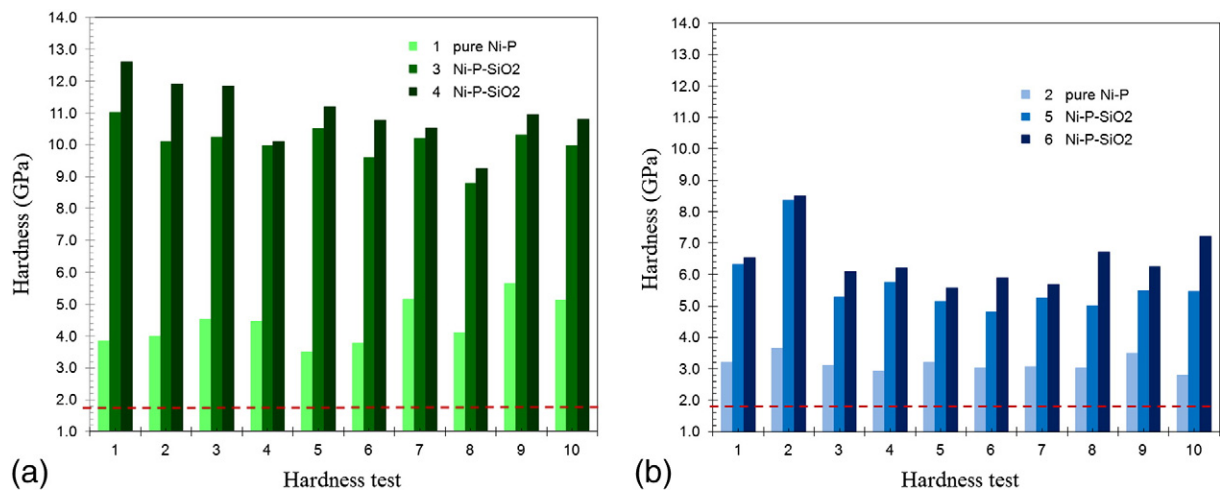 14.0
13.0
12.0
11.0
10.0
9.0
8.0
7.0
6.0
5.0
4.0
3.0
2.0
1.0
Hardness (GPa)
1 pure Ni-P
3 Ni-P-SiO2
4 Ni-P-SiO2
1 2 3 4 5 6 7 8 9 10
Hardness test
(a)
14.0
13.0
12.0
11.0
10.0
9.0
8.0
7.0
6.0
5.0
4.0
3.0
2.0
1.0
Hardness (GPa)
2 pure Ni-P
5 Ni-P-SiO2
6 Ni-P-SiO2
1 2 3 4 5 6 7 8 9 10
Hardness test
(b)